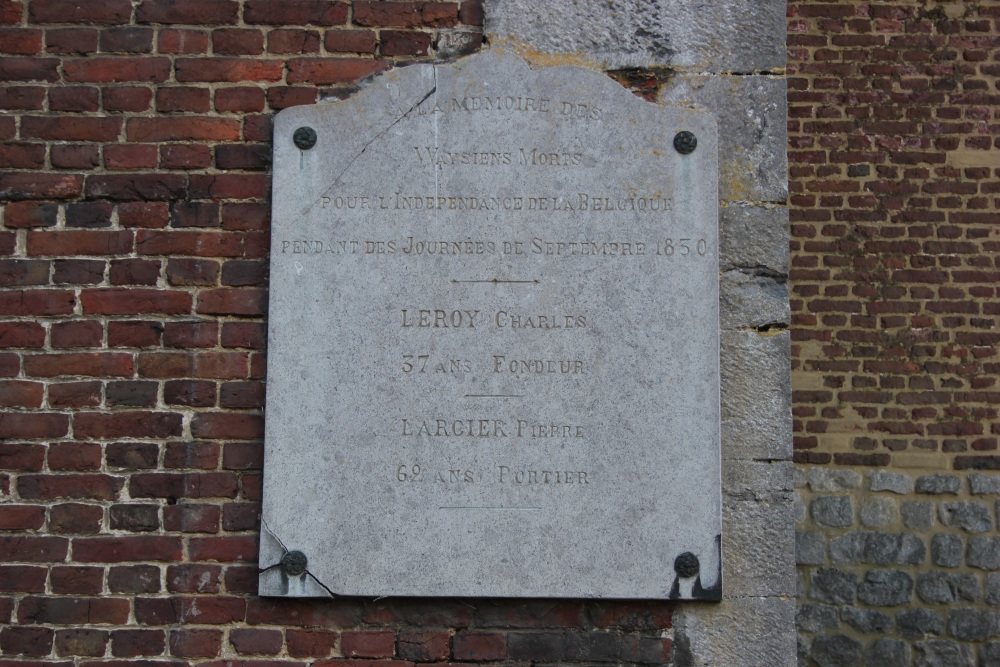 A LA MEMOIRE DES
WAYSIENS MORTS
POUR L'INDEPENDANCE DE LA BELGIQUE
PENDANT DES JOURNÉES DE SEPTEMBRE 1830
LEROY CHARLES
37 ANS FONDEUR
LARCIER PIERRE
62 ANS PORTIER